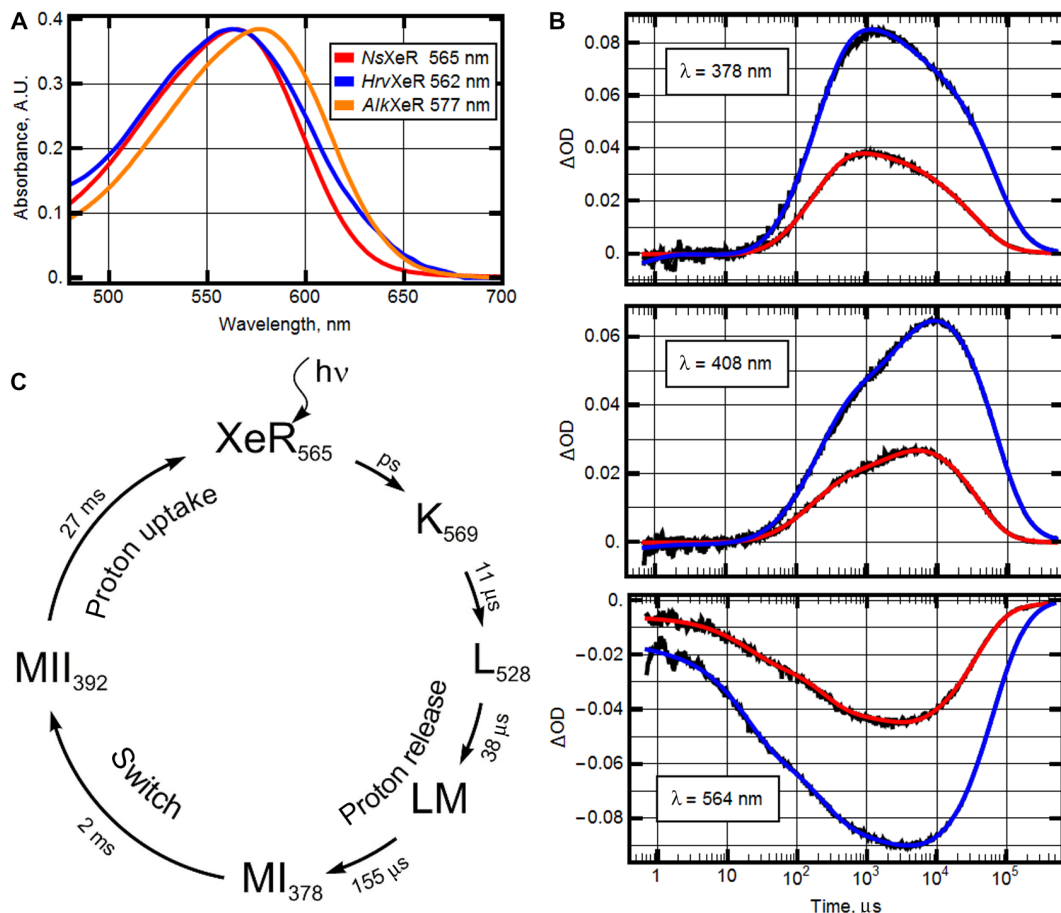 A
Absorbance, A.U.
0.4
0.3
0.2
0.1
0.
NsXeR 565 nm
HrvXeR 562 nm
AlkXeR 577 nm
500
550
600
650
700
Wavelength, nm
B
ΔOD
0.08
0.06
0.04
0.02
0.
λ = 378 nm
ΔOD
0.06
0.04
0.02
0.
λ = 408 nm
ΔOD
0.
−0.02
−0.04
−0.06
−0.08
λ = 564 nm
1
10
10²
10³
10⁴
10⁵
Time, μs
C
hν
XeR₅₆₅
ps
K₅₆₉
11 μs
L₅₂₈
38 μs
Proton release
LM
155 μs
MI₃₇₈
2 ms
Switch
MII₃₉₂
27 ms
Proton uptake